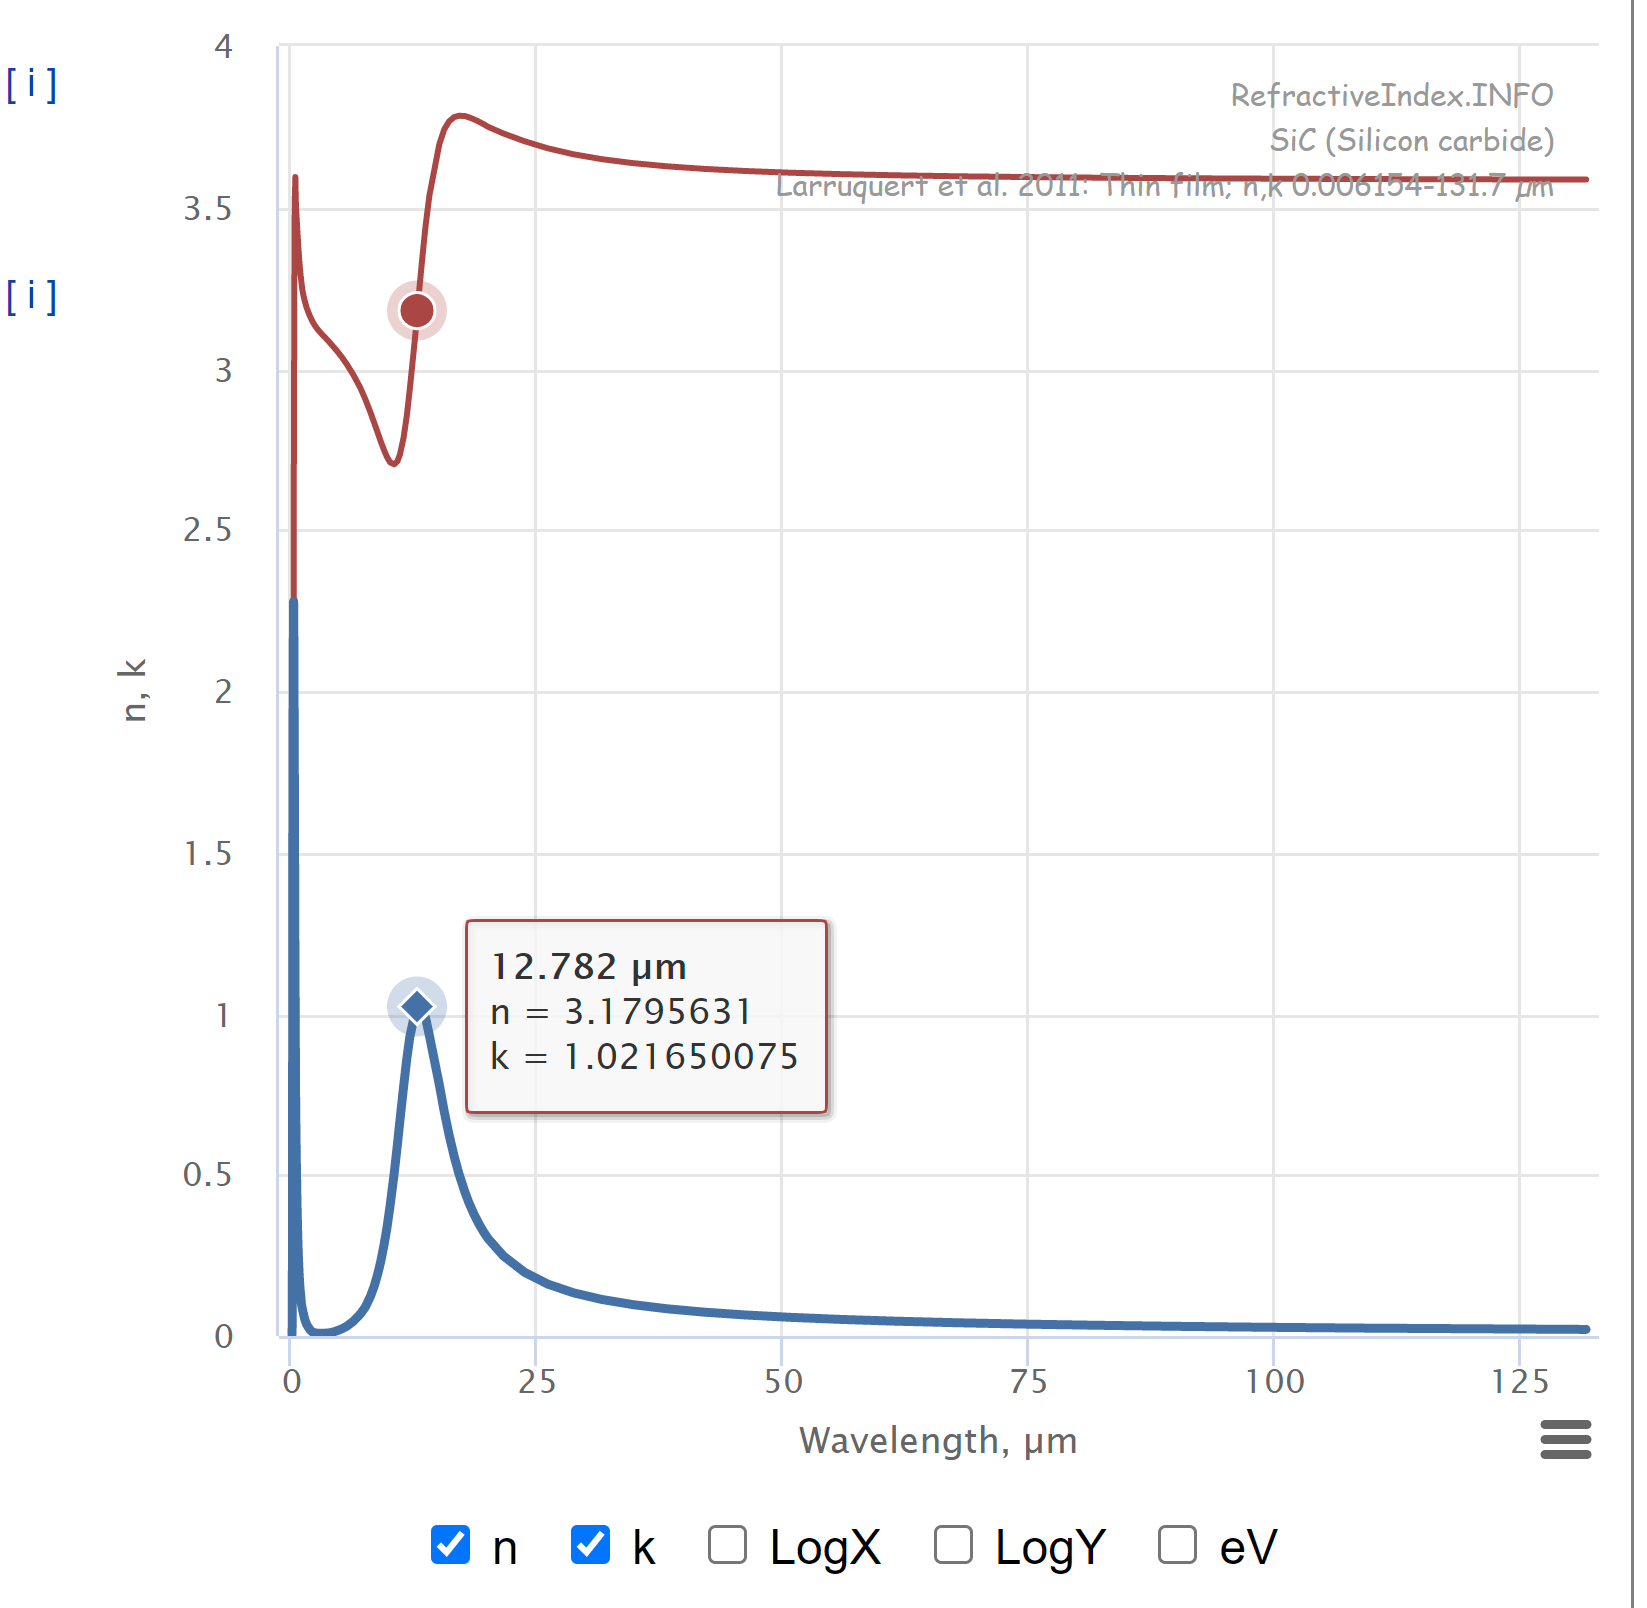 [ i ]
[ i ]
4
3.5
3
2.5
2
1.5
1
0.5
0
n, k
RefractiveIndex.INFO
SiC (Silicon carbide)
Larruquert et al. 2011: Thin film; n,k 0.006154-131.7 µm
12.782 µm
n = 3.1795631
k = 1.021650075
0 25 50 75 100 125
Wavelength, µm
n k LogX LogY eV